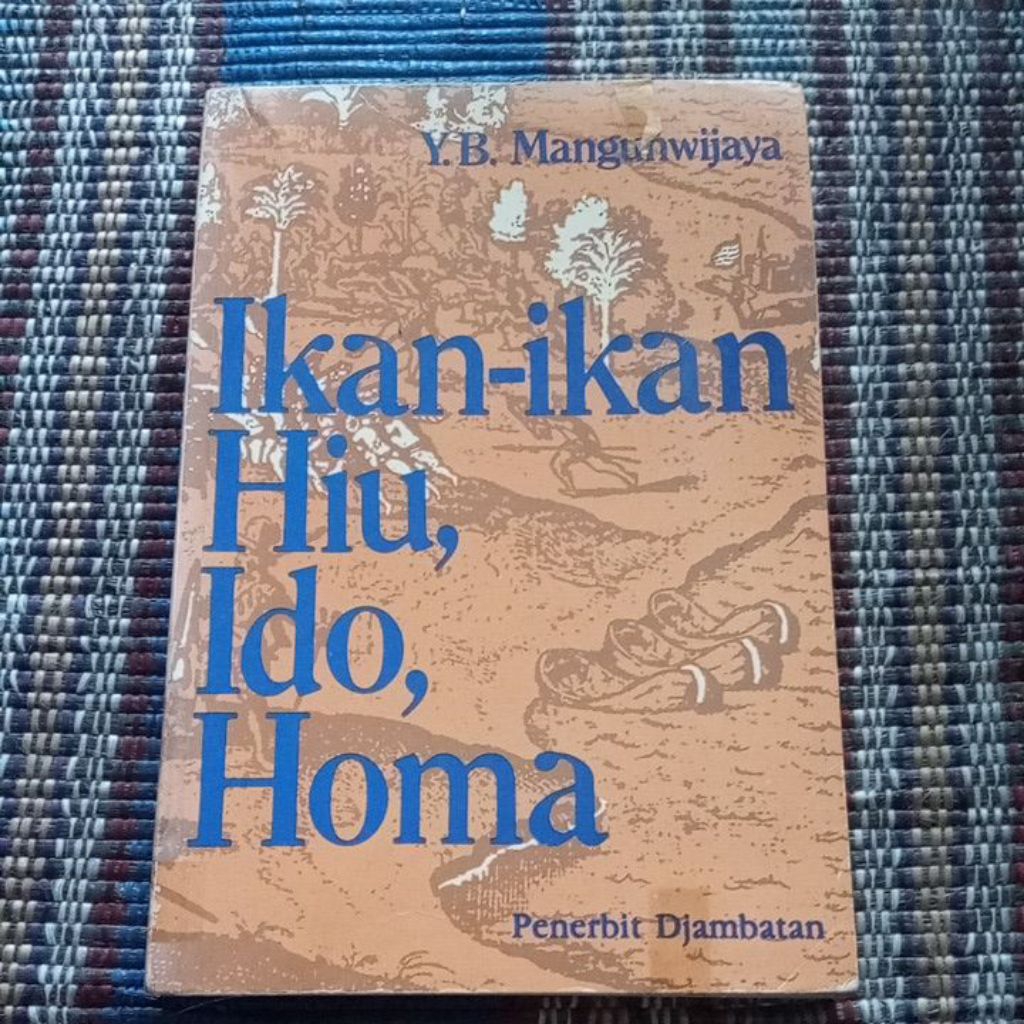 Y.B. Mangunwijaya
Ikan-ikan
Hiu,
Ido,
Homa
Penerbit Djambatan